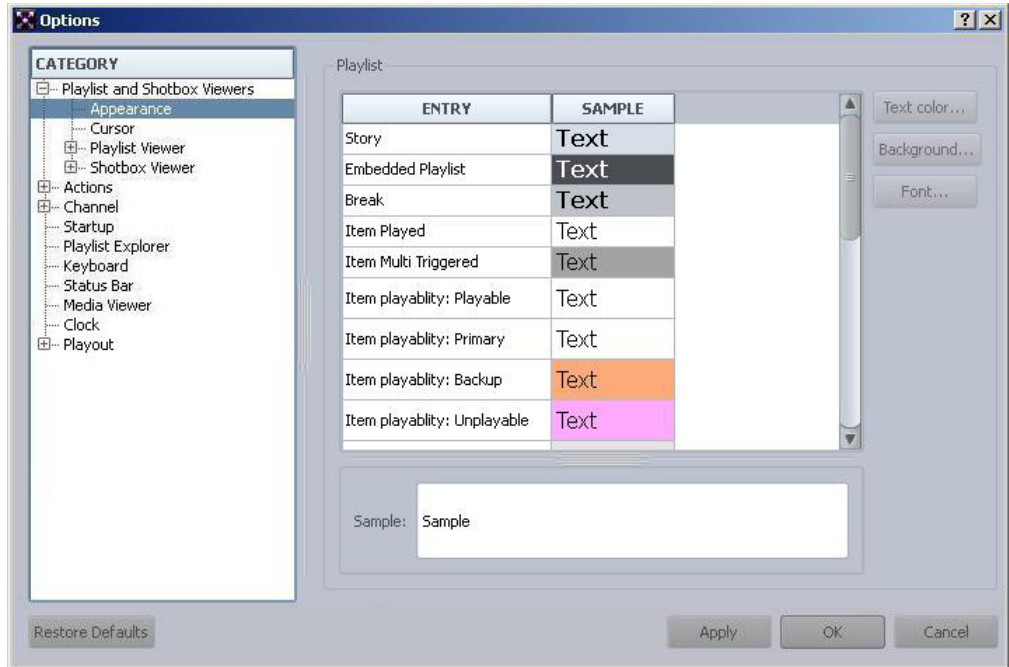 Options
CATEGORY
Playlist and Shotbox Viewers
Appearance
Cursor
Playlist Viewer
Shotbox Viewer
Actions
Channel
Startup
Playlist Explorer
Keyboard
Status Bar
Media Viewer
Clock
Playout
Playlist
ENTRY SAMPLE
Story Text
Embedded Playlist Text
Break Text
Item Played Text
Item Multi Triggered Text
Item playablity: Playable Text
Item playablity: Primary Text
Item playablity: Backup Text
Item playablity: Unplayable Text
Text color...
Background...
Font...
Sample: Sample
Restore Defaults
Apply
OK
Cancel